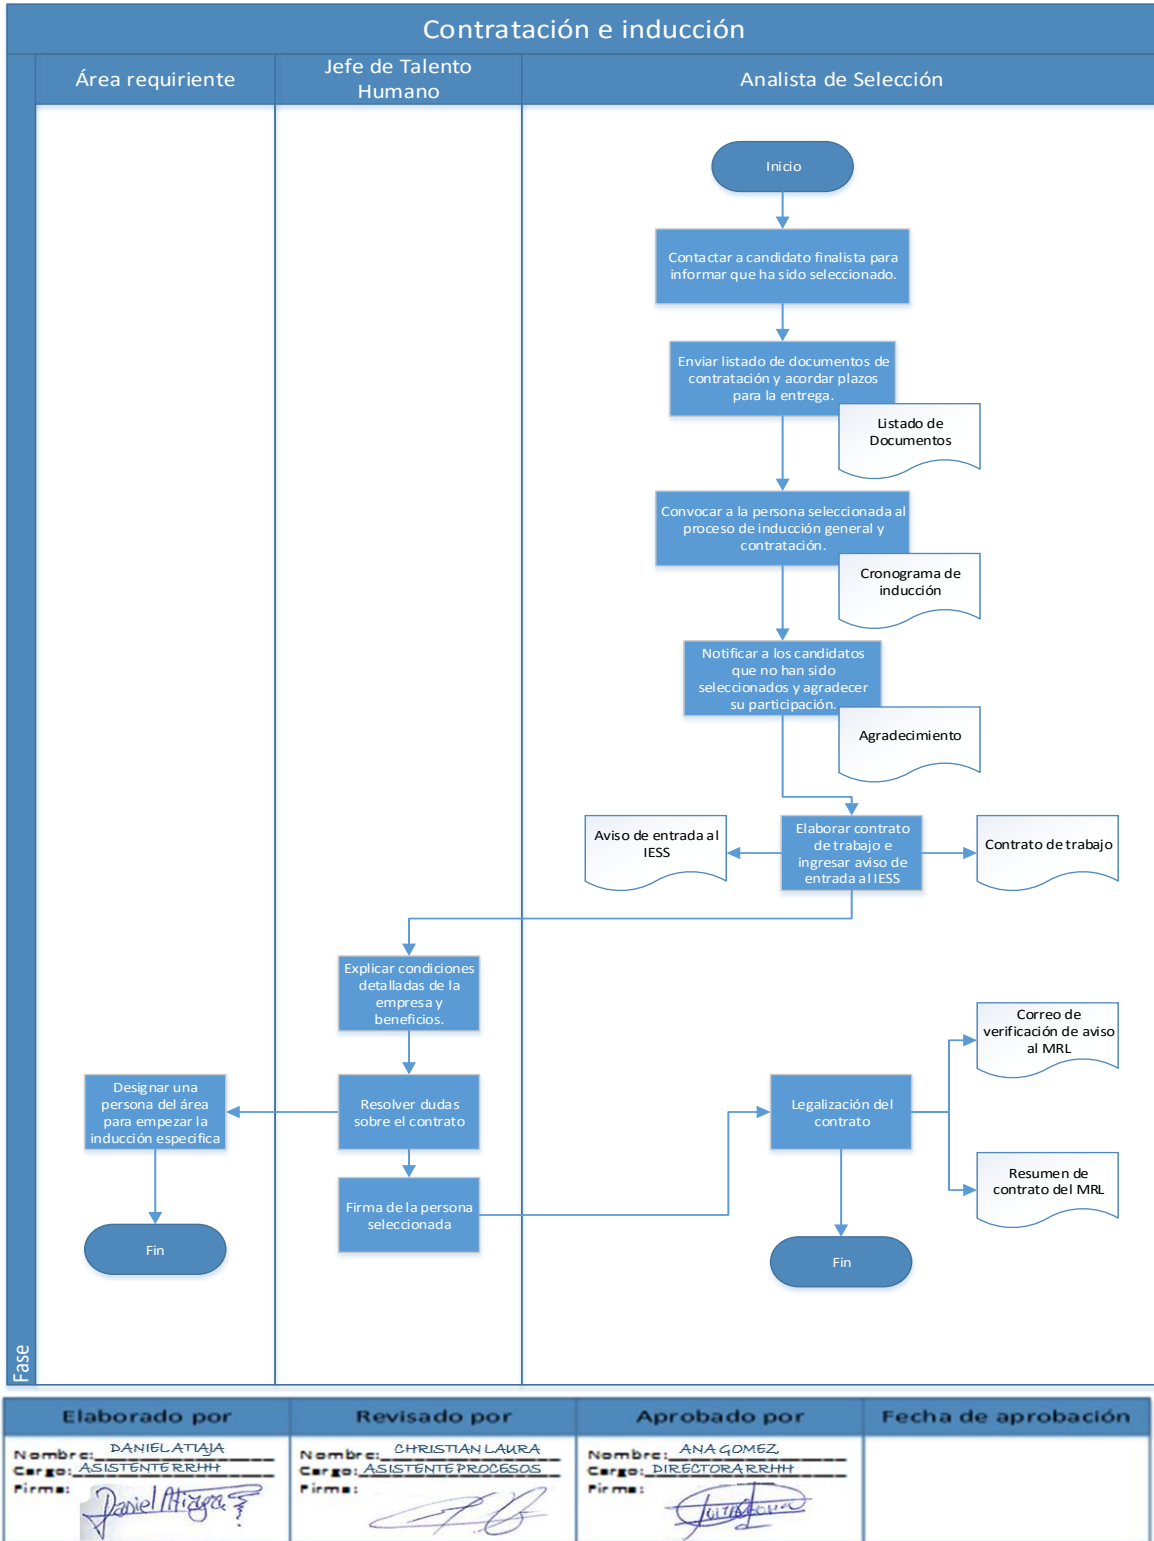 Contratación e inducción
Área requiriente
Jefe de Talento
Humano
Analista de Selección
Inicio
Contactar a candidato finalista para
informar que ha sido seleccionado.
Enviar listado de documentos de
contratación y acordar plazos
para la entrega.
Listado de
Documentos
Convocar a la persona seleccionada al
proceso de inducción general y
contratación.
Cronograma de
inducción
Notificar a los candidatos
que no han sido
seleccionados y agradecer
su participación.
Agradecimiento
Aviso de entrada al
IESS
Elaborar contrato
de trabajo e
ingresar aviso de
entrada al IESS
Contrato de trabajo
Explicar condiciones
detalladas de la
empresa y
beneficios.
Correo de
verificación de aviso
al MRL
Designar una
persona del área
para empezar la
inducción especifica
Resolver dudas
sobre el contrato
Legalización del
contrato
Resumen de
contrato del MRL
Firma de la persona
seleccionada
Fin
Fin
Fase
Elaborado por
Revisado por
Aprobado por
Fecha de aprobación
Nombre: DANIEL ATIAJA
Cargo: ASISTENTE RRHH
Firma: Daniel Atiaga
Nombre: CHRISTIAN LAURA
Cargo: ASISTENTE PROCESOS
Firma:
Nombre: ANA GOMEZ
Cargo: DIRECTORA RRHH
Firma: